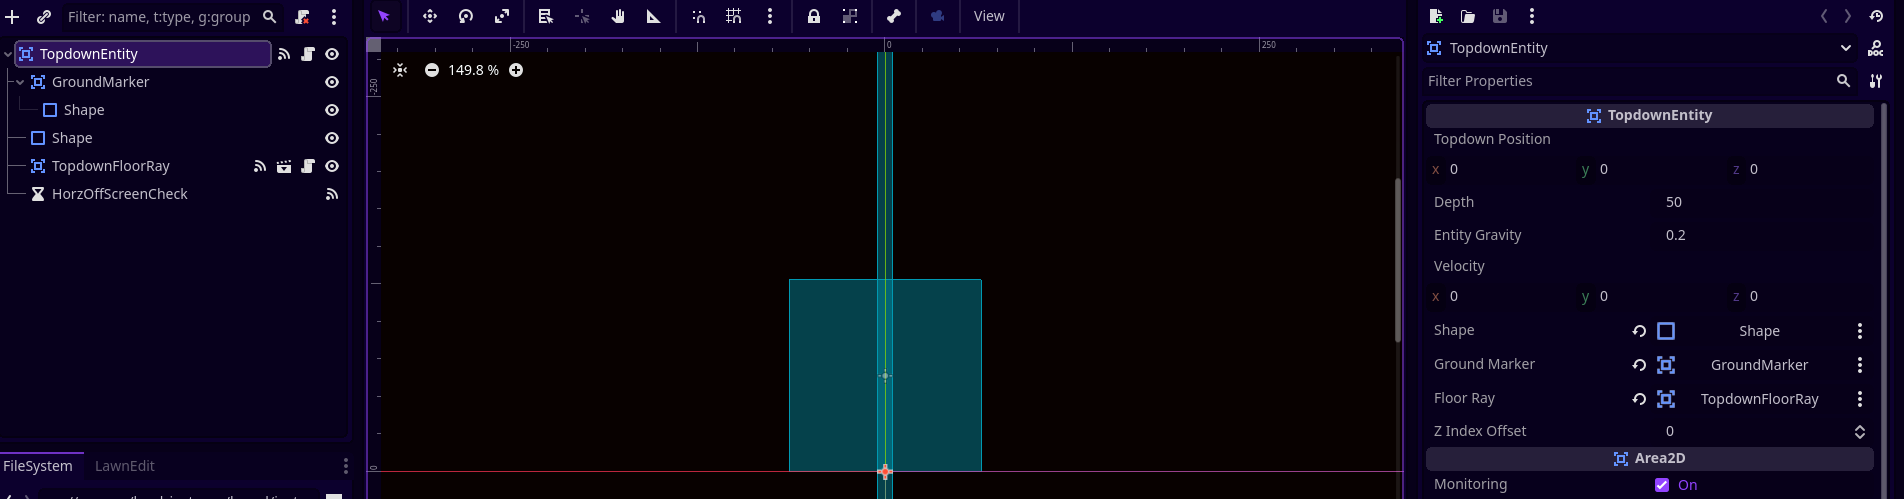 Filter: name, t:type, g:group
TopdownEntity
GroundMarker
Shape
Shape
TopdownFloorRay
HorzOffScreenCheck
FileSystem
LawnEdit
View
-250
0
250
-250
0
149.8 %
TopdownEntity
Filter Properties
TopdownEntity
Topdown Position
x 0 y 0 z 0
Depth 50
Entity Gravity 0.2
Velocity
x 0 y 0 z 0
Shape Shape
Ground Marker GroundMarker
Floor Ray TopdownFloorRay
Z Index Offset 0
Area2D
Monitoring On